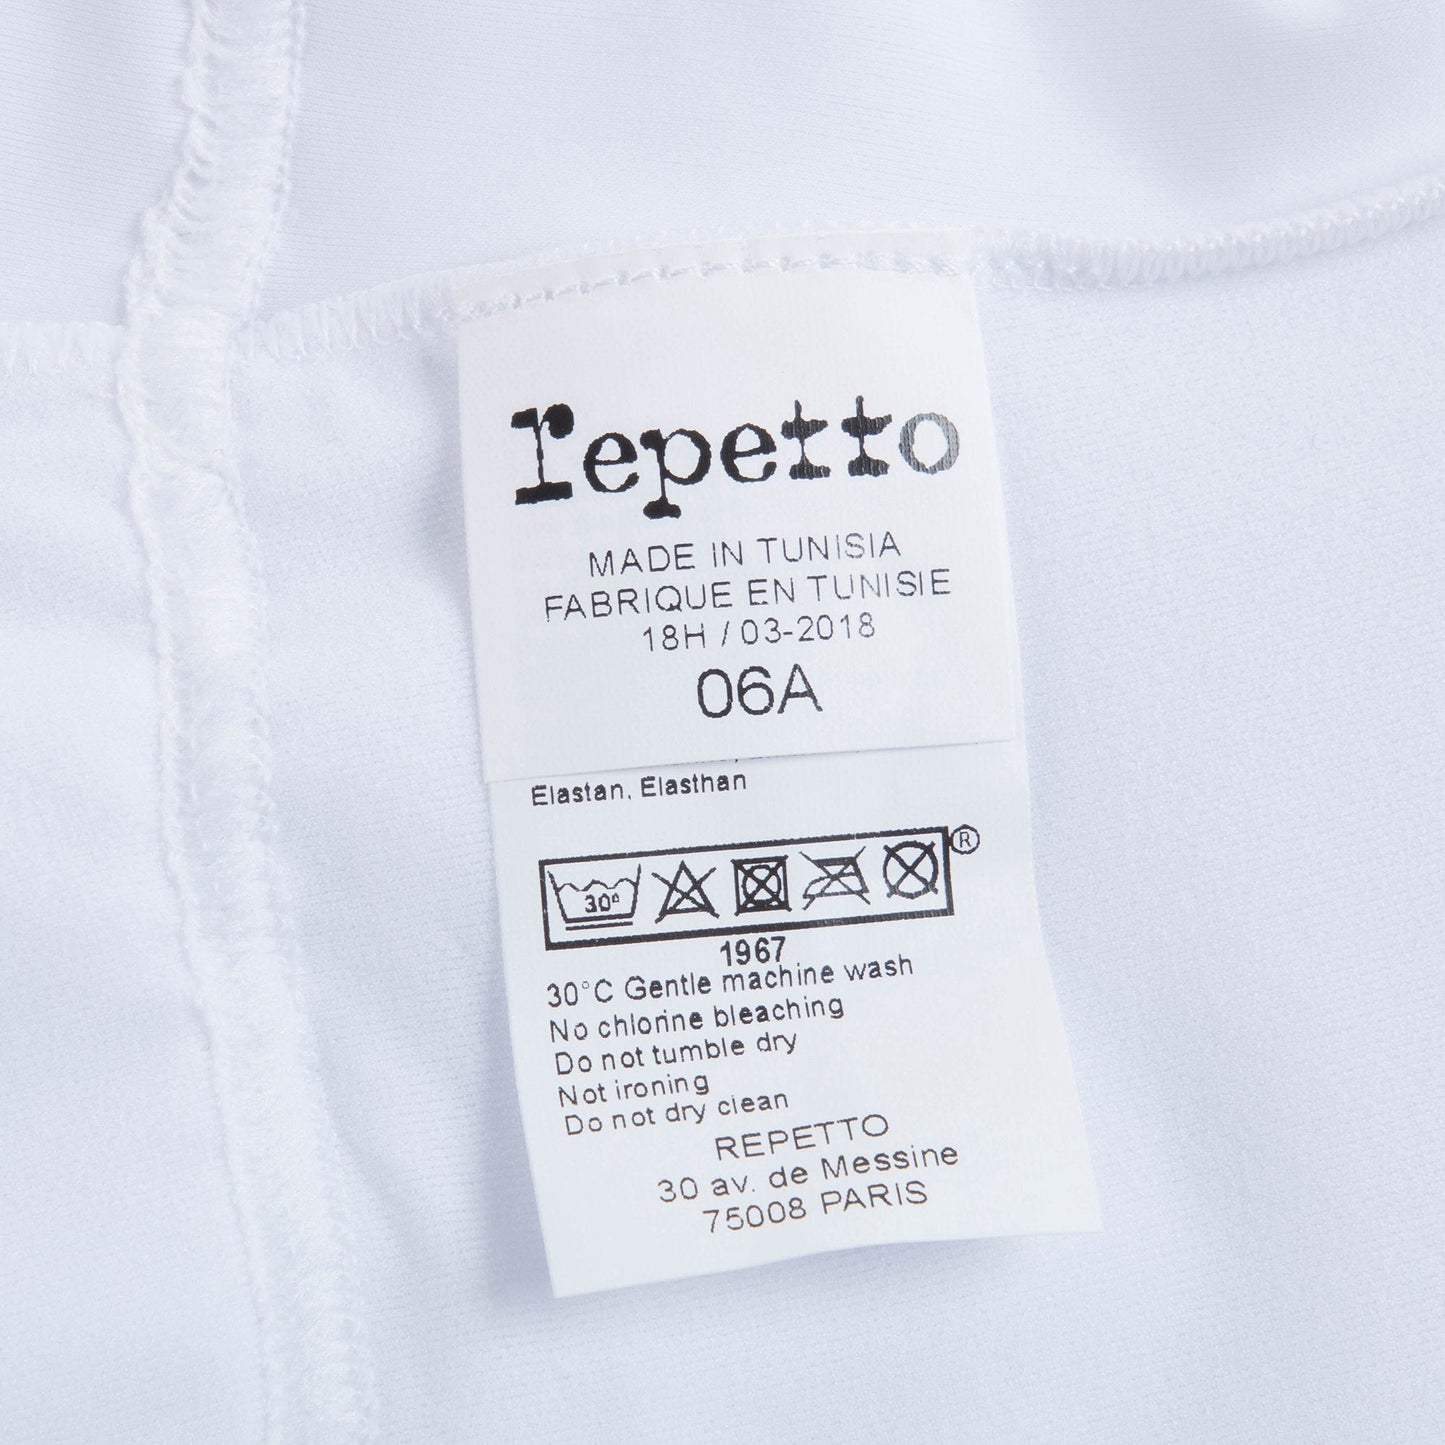 repetto
MADE IN TUNISIA
FABRIQUE EN TUNISIE
18H / 03-2018
06A
Elastan, Elasthan
®
30°
1967
30°C Gentle machine wash
No chlorine bleaching
Do not tumble dry
Not ironing
Do not dry clean
REPETTO
30 av. de Messine
75008 PARIS